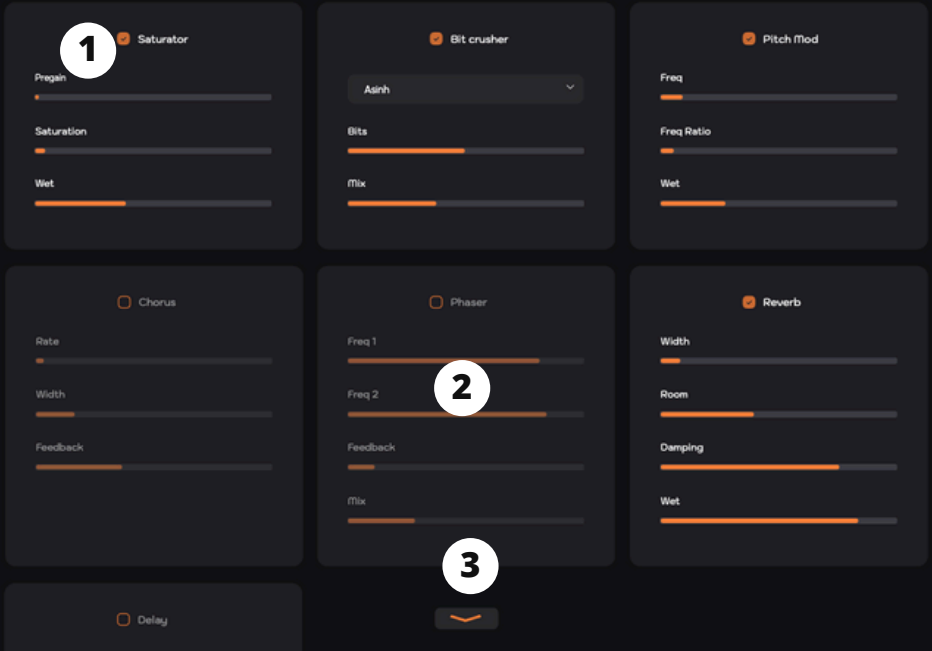 1
Saturator
Pregain
Saturation
Wet
Bit crusher
Asinh
Bits
Mix
Pitch Mod
Freq
Freq Ratio
Wet
Chorus
Rate
Width
Feedback
Phaser
Freq 1
2
Freq 2
Feedback
Mix
Reverb
Width
Room
Damping
Wet
3
Delay